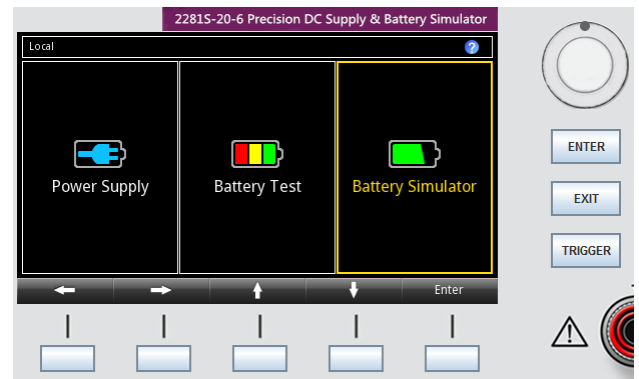 2281S-20-6 Precision DC Supply & Battery Simulator
Local ?
Power Supply Battery Test Battery Simulator
Enter
ENTER
EXIT
TRIGGER